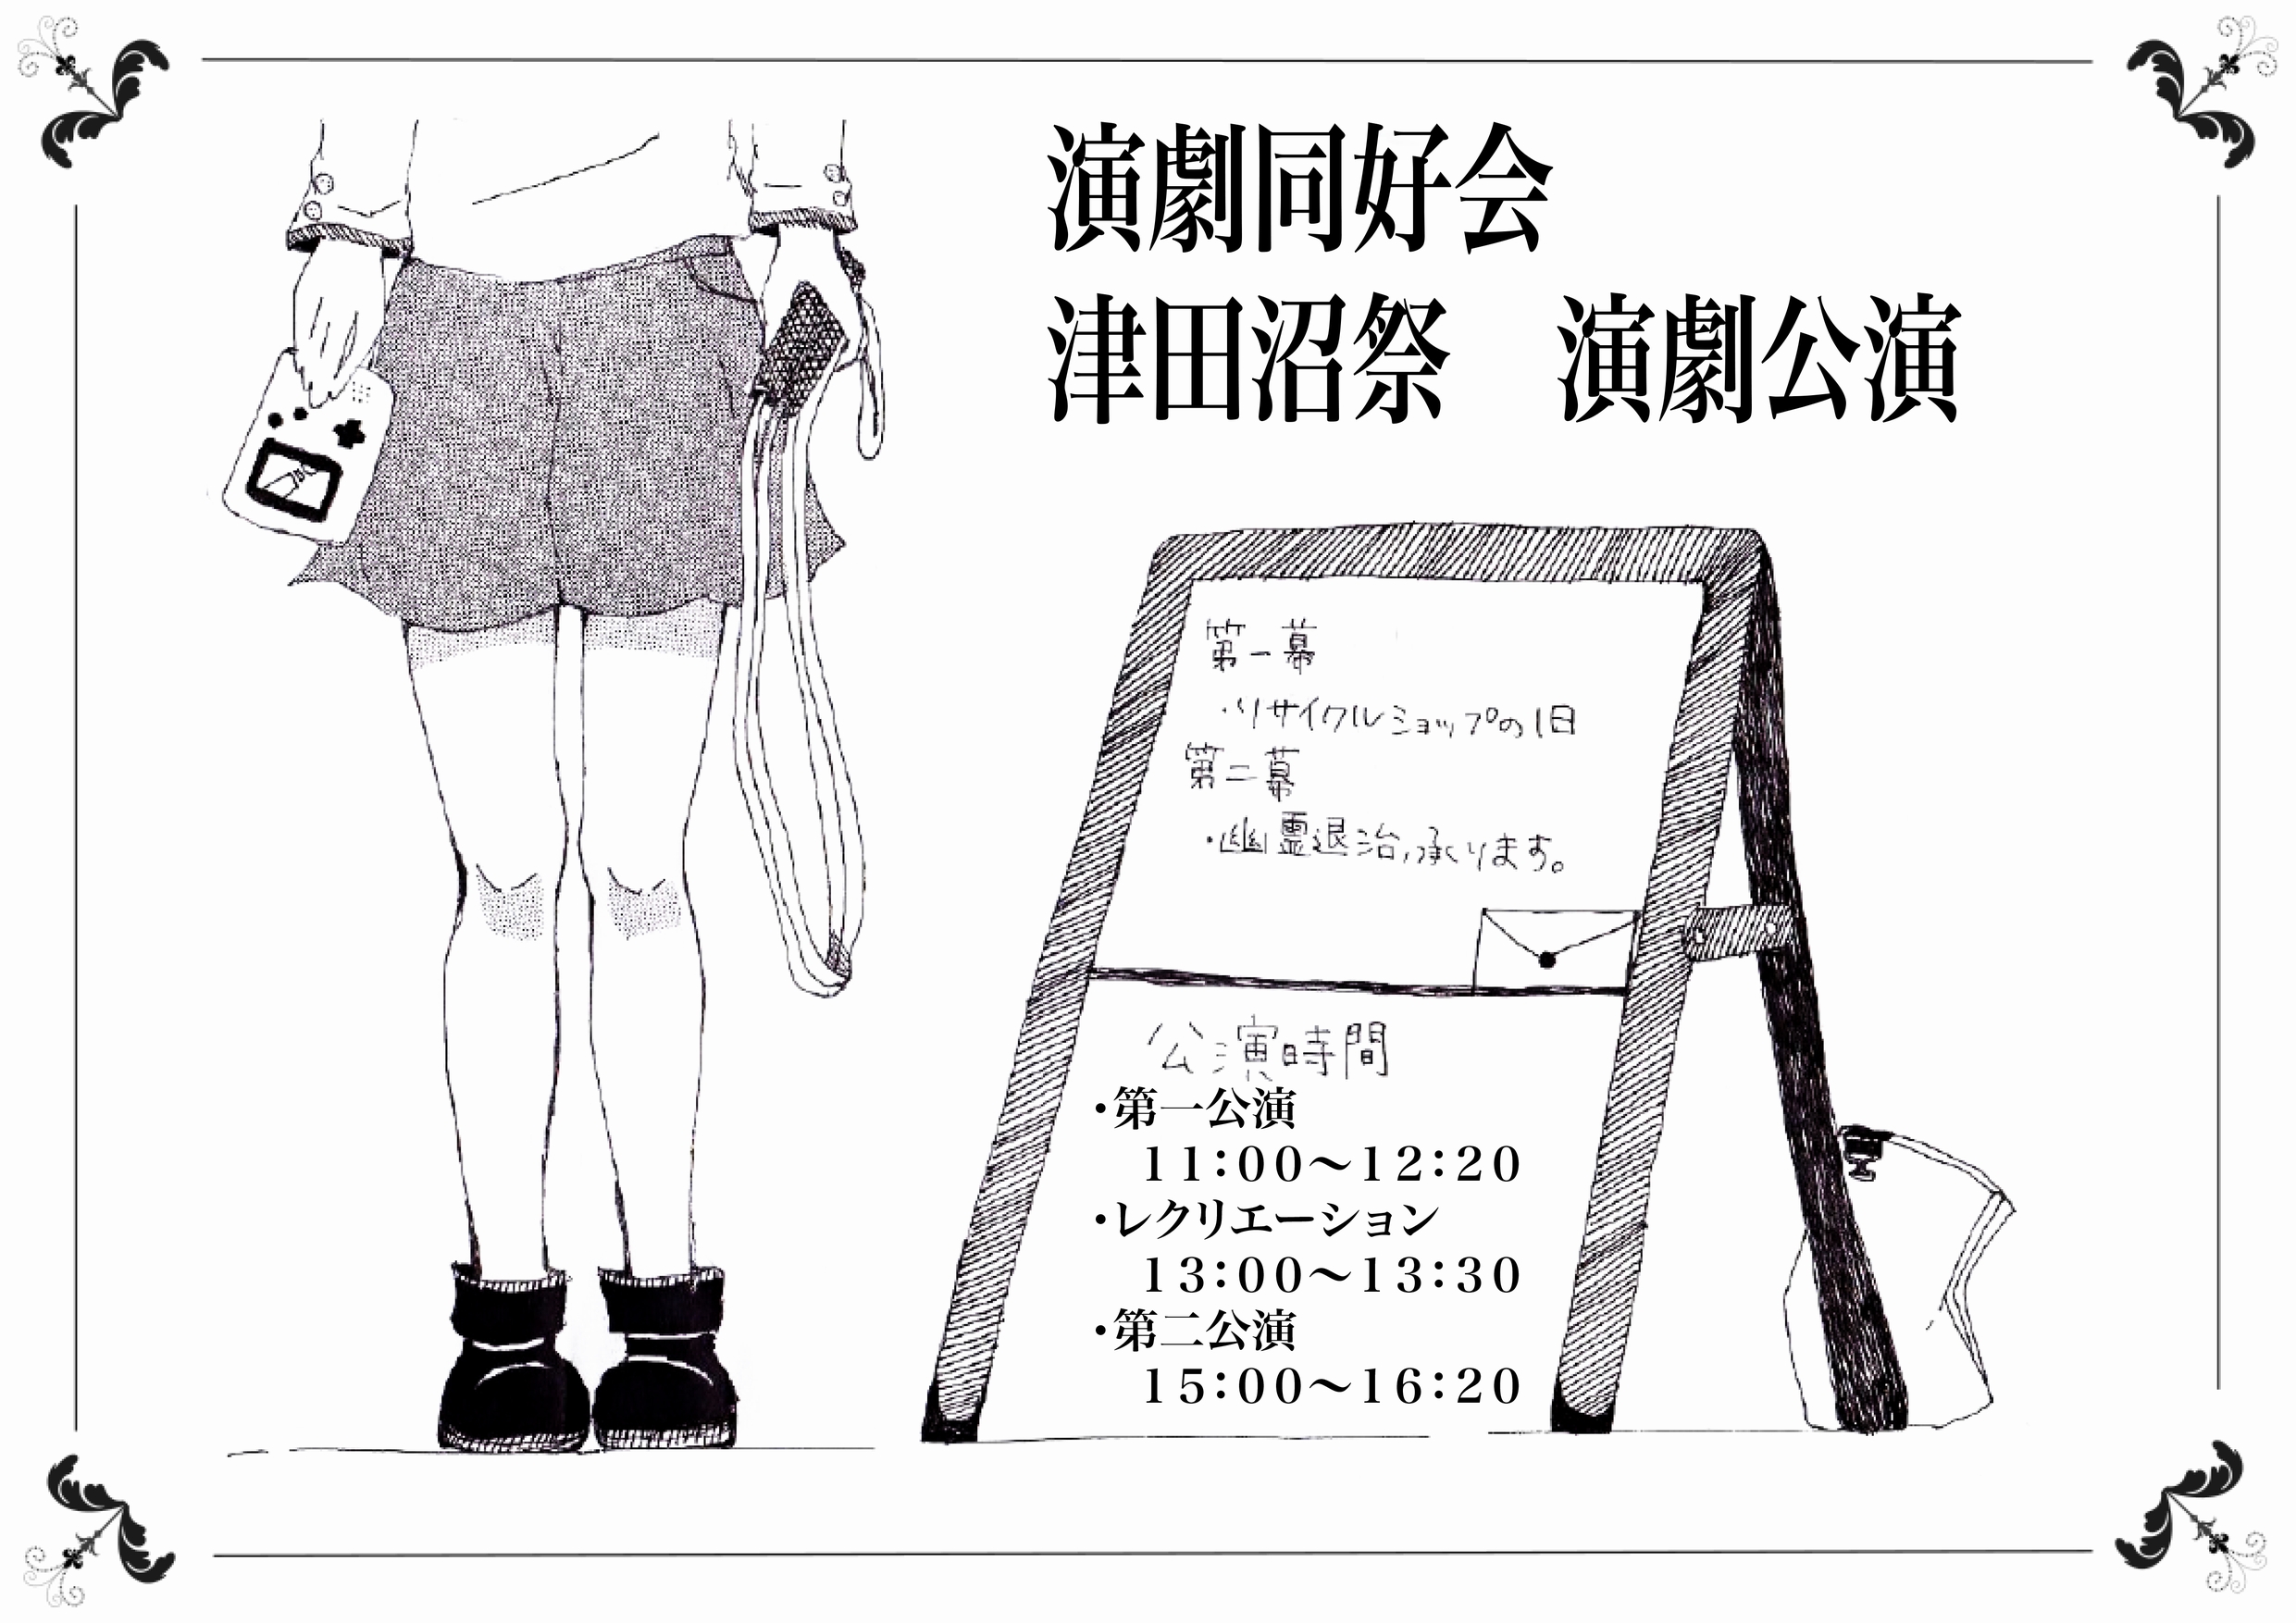 演劇同好会
津田沼祭　演劇公演
第一幕
・リサイクルショップの1日
第二幕
・幽霊退治,承ります。
公演時間
・第一公演
11:00～12:20
・レクリエーション
13:00～13:30
・第二公演
15:00～16:20